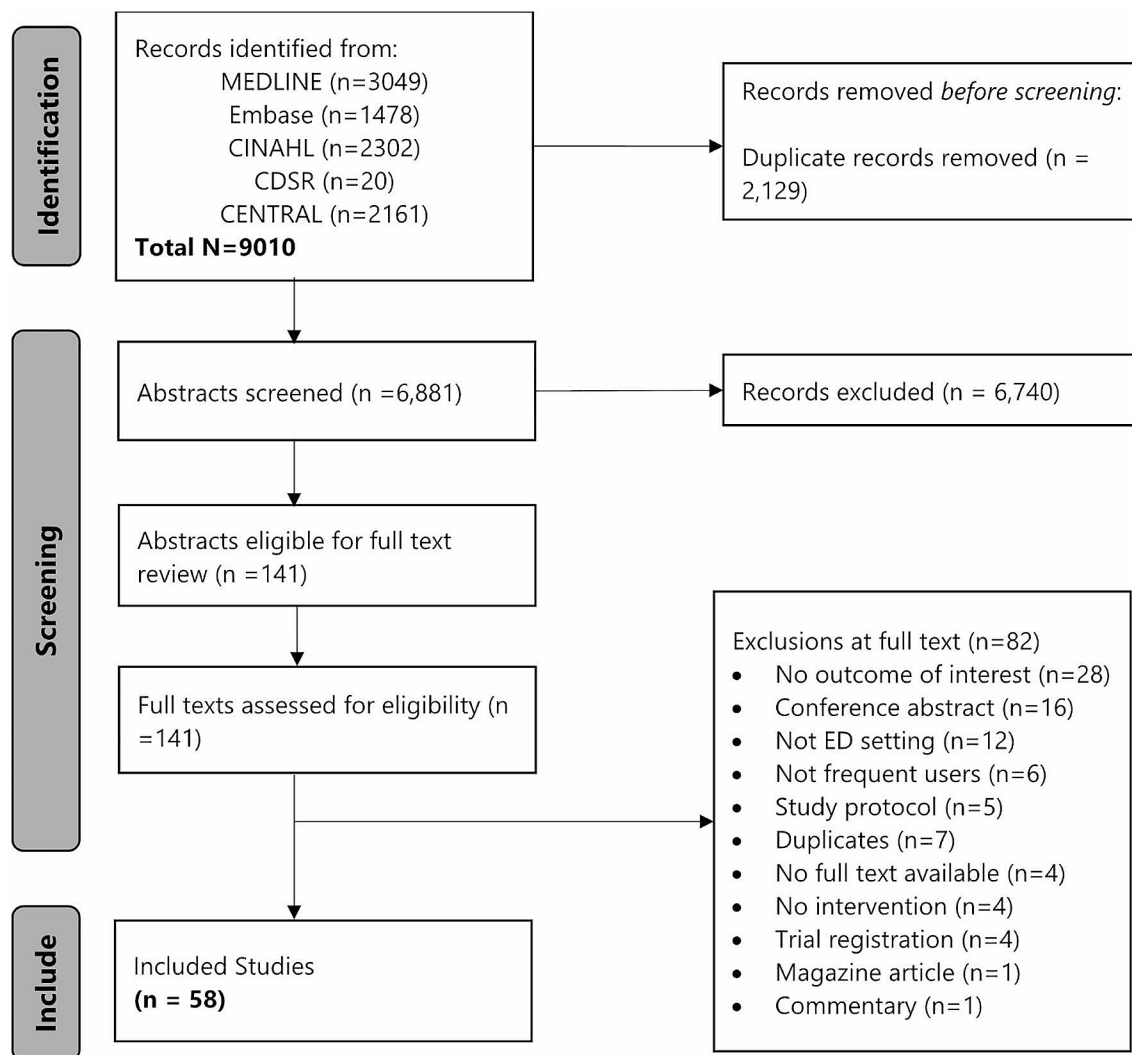 Identification
Records identified from:
MEDLINE (n=3049)
Embase (n=1478)
CINAHL (n=2302)
CDSR (n=20)
CENTRAL (n=2161)
Total N=9010
Records removed before screening:
Duplicate records removed (n =
2,129)
Screening
Abstracts screened (n =6,881)
Records excluded (n = 6,740)
Abstracts eligible for full text
review (n =141)
Full texts assessed for eligibility (n
=141)
Exclusions at full text (n=82)
• No outcome of interest (n=28)
• Conference abstract (n=16)
• Not ED setting (n=12)
• Not frequent users (n=6)
• Study protocol (n=5)
• Duplicates (n=7)
• No full text available (n=4)
• No intervention (n=4)
• Trial registration (n=4)
• Magazine article (n=1)
• Commentary (n=1)
Include
Included Studies
(n = 58)